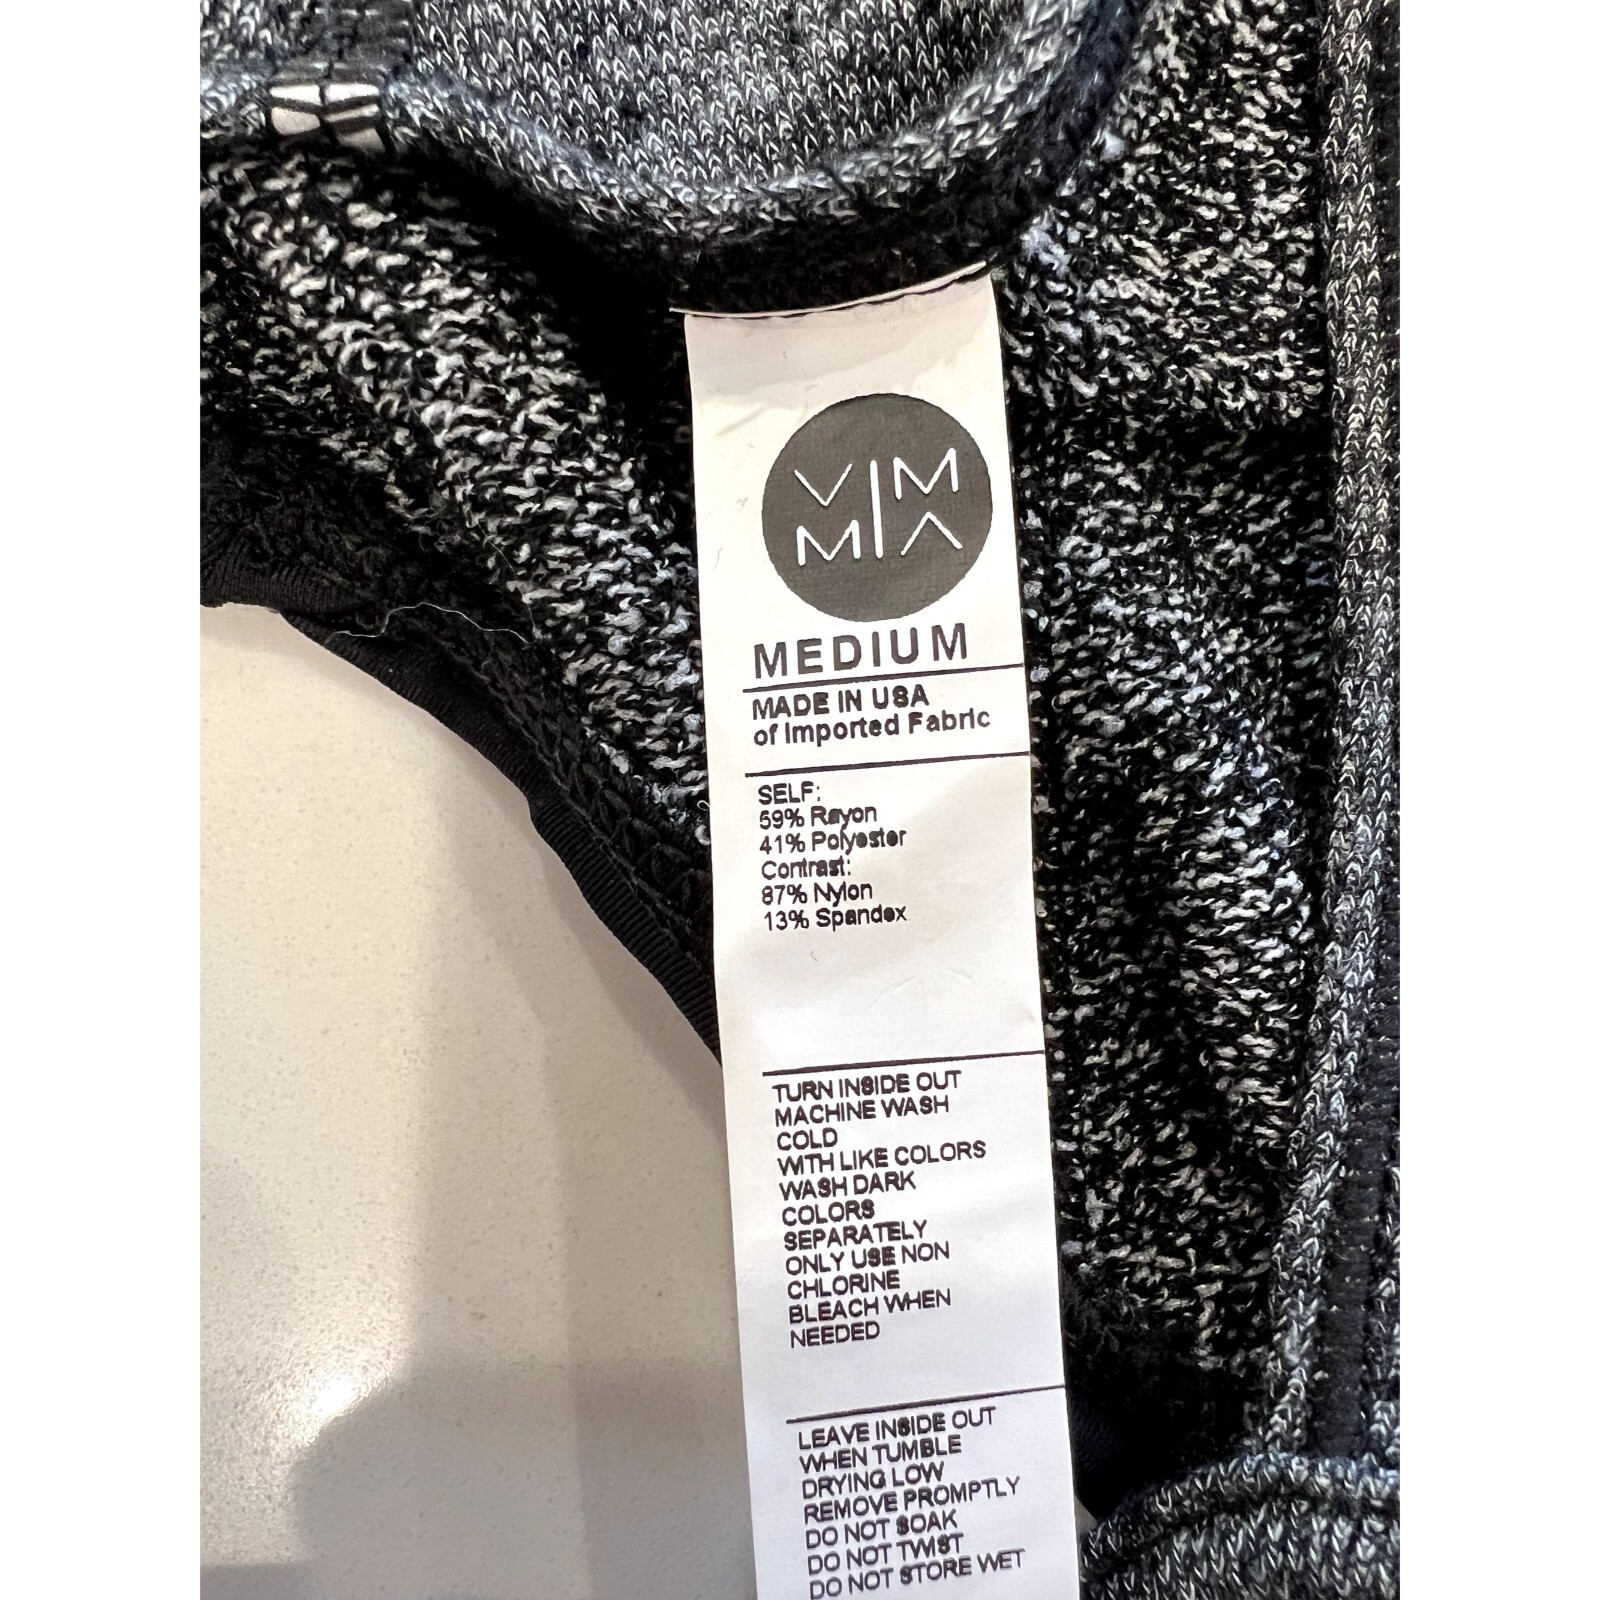 VIM
MIA
MEDIUM
MADE IN USA
of Imported Fabric
SELF:
59% Rayon
41% Polyester
Contrast:
87% Nylon
13% Spandex
TURN INSIDE OUT
MACHINE WASH
COLD
WITH LIKE COLORS
WASH DARK
COLORS
SEPARATELY
ONLY USE NON
CHLORINE
BLEACH WHEN
NEEDED
LEAVE INSIDE OUT
WHEN TUMBLE
DRYING LOW
REMOVE PROMPTLY
DO NOT SOAK
DO NOT TWIST
DO NOT STORE WET